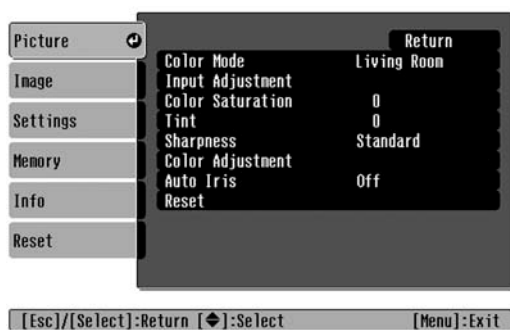 Picture
Image
Settings
Memory
Info
Reset
Return
Color Mode Living Room
Input Adjustment
Color Saturation 0
Tint 0
Sharpness Standard
Color Adjustment
Auto Iris Off
Reset
[Esc]/[Select]:Return [◆]:Select [Menu]:Exit